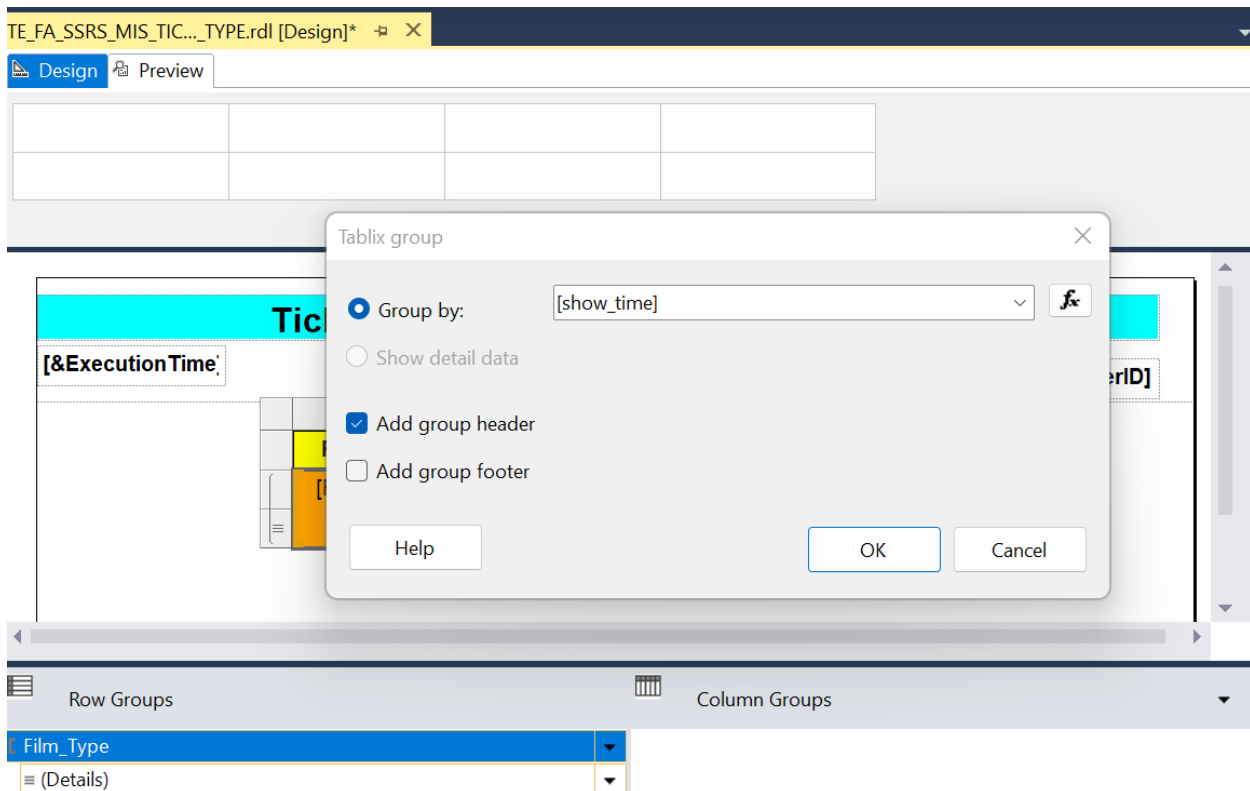 TE_FA_SSRS_MIS_TIC..._TYPE.rdl [Design]*
Design Preview
Tablix group
Group by: [show_time] fx
Show detail data
Add group header
Add group footer
Help OK Cancel
[&ExecutionTime]
erID]
Row Groups Column Groups
Film_Type
(Details)